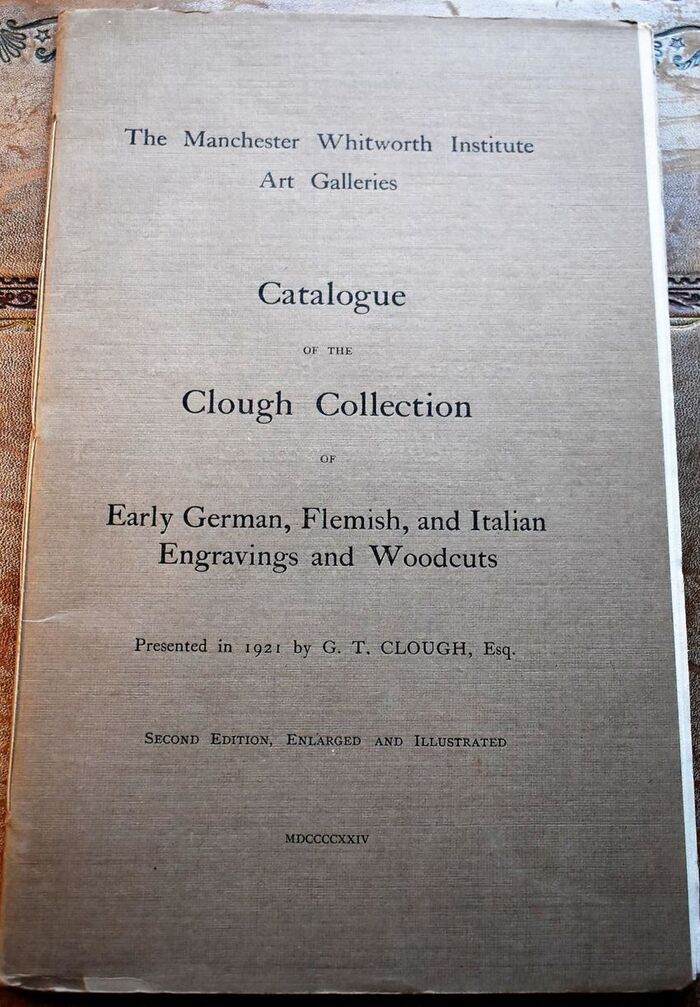 The Manchester Whitworth Institute
Art Galleries
Catalogue
OF THE
Clough Collection
OF
Early German, Flemish, and Italian
Engravings and Woodcuts
Presented in 1921 by G. T. CLOUGH, Esq.
SECOND EDITION, ENLARGED AND ILLUSTRATED
MDCCCCXXIV